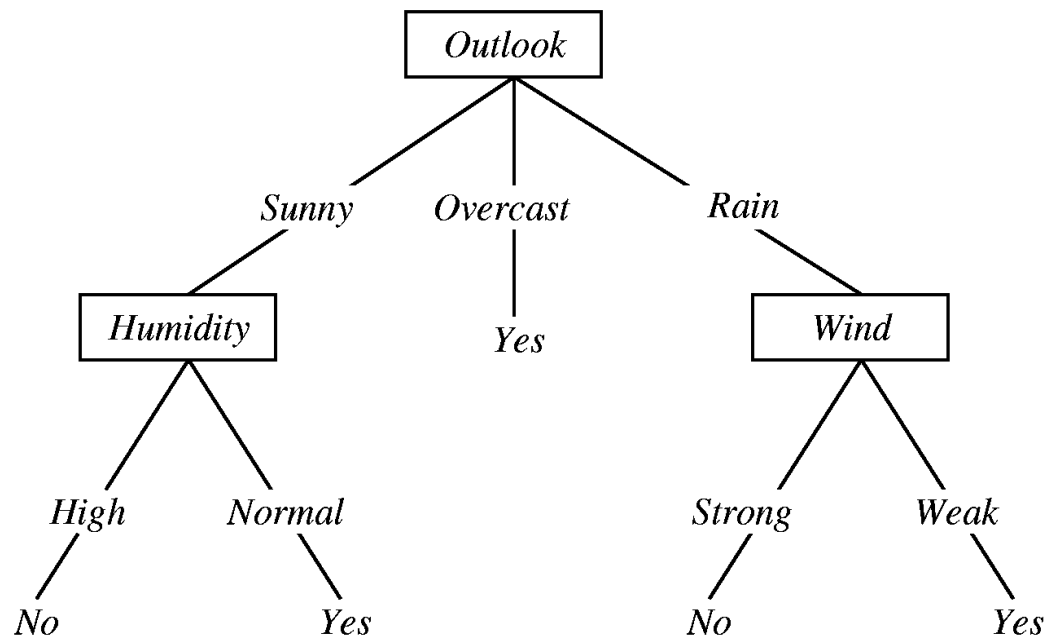 Outlook
Sunny Overcast Rain
Humidity Yes Wind
High Normal Strong Weak
No Yes No Yes